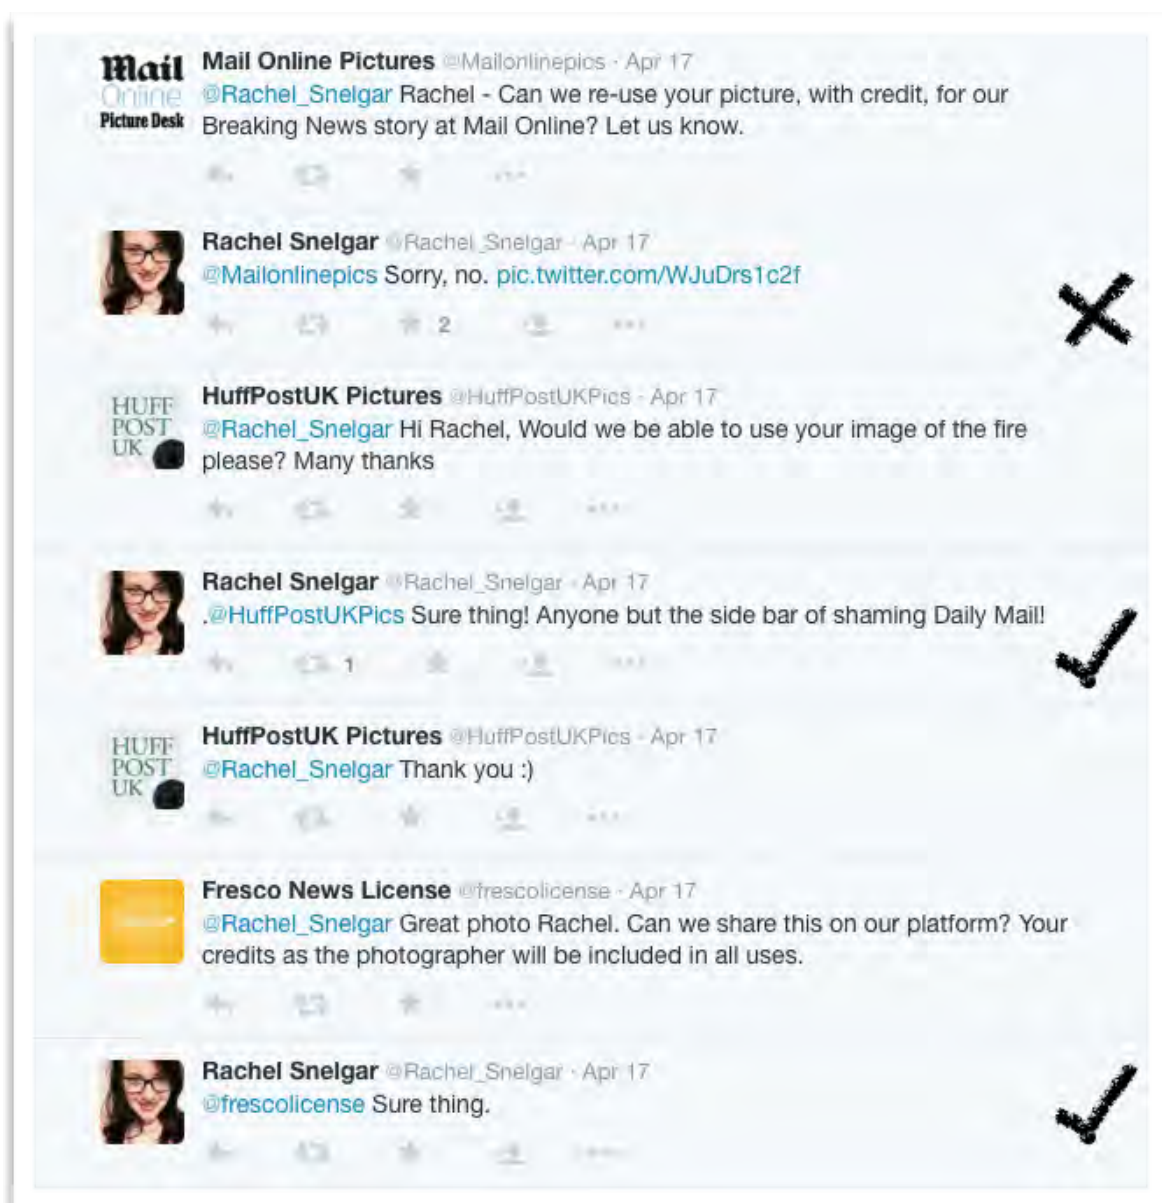 Mail Online Picture Desk
Mail Online Pictures @Mailonlinepics · Apr 17
@Rachel_Snelgar Rachel - Can we re-use your picture, with credit, for our
Breaking News story at Mail Online? Let us know.
Rachel Snelgar @Rachel_Snelgar · Apr 17
@Mailonlinepics Sorry, no. pic.twitter.com/WJuDrs1c2f
2
HUFF POST UK
HuffPostUK Pictures @HuffPostUKPics · Apr 17
@Rachel_Snelgar Hi Rachel, Would we be able to use your image of the fire
please? Many thanks
Rachel Snelgar @Rachel_Snelgar · Apr 17
.@HuffPostUKPics Sure thing! Anyone but the side bar of shaming Daily Mail!
1
HUFF POST UK
HuffPostUK Pictures @HuffPostUKPics · Apr 17
@Rachel_Snelgar Thank you :)
Fresco News License @frescolicense · Apr 17
@Rachel_Snelgar Great photo Rachel. Can we share this on our platform? Your
credits as the photographer will be included in all uses.
Rachel Snelgar @Rachel_Snelgar · Apr 17
@frescolicense Sure thing.